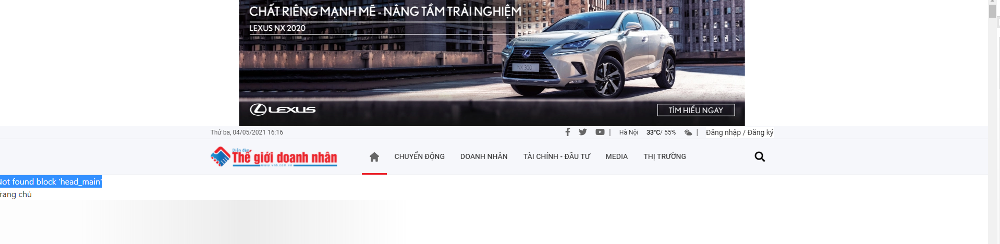 CHẤT RIÊNG MẠNH MẼ - NÂNG TẦM TRẢI NGHIỆM
LEXUS NX 2020
NX 300
LEXUS
TÌM HIỂU NGAY
Thứ ba, 04/05/2021 16:16
| Hà Nội 33°C/ 55% | Đăng nhập / Đăng ký
Diễn đàn
Thế giới doanh nhân
www.vnb.com.vn
CHUYỂN ĐỘNG DOANH NHÂN TÀI CHÍNH - ĐẦU TƯ MEDIA THỊ TRƯỜNG
Not found block 'head_main'
rang chủ